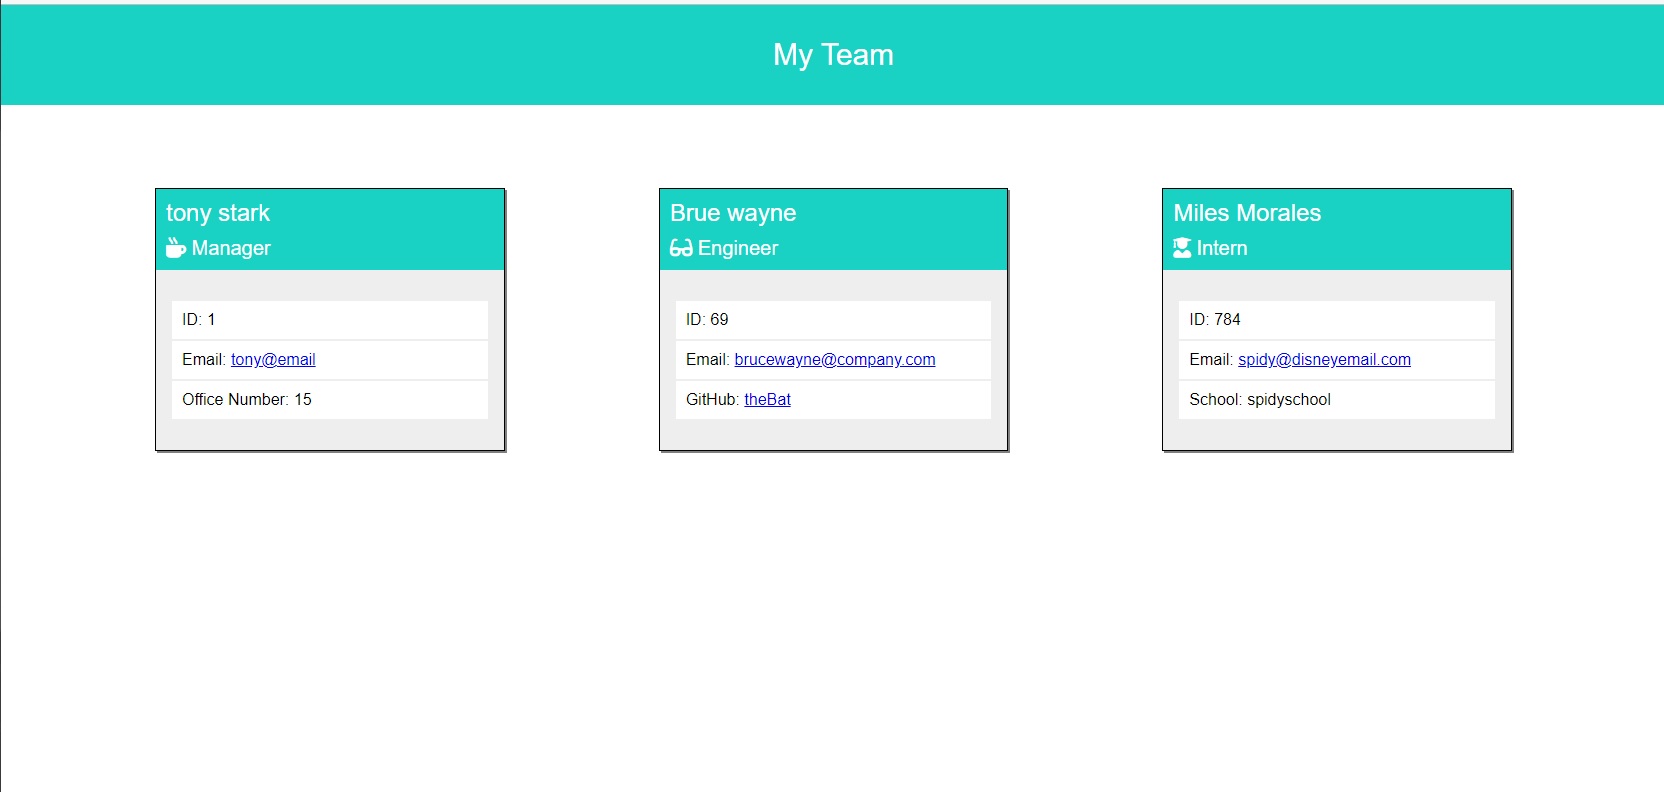 My Team
tony stark
Manager
ID: 1
Email: tony@email
Office Number: 15
Brue wayne
Engineer
ID: 69
Email: brucewayne@company.com
GitHub: theBat
Miles Morales
Intern
ID: 784
Email: spidy@disneyemail.com
School: spidyschool